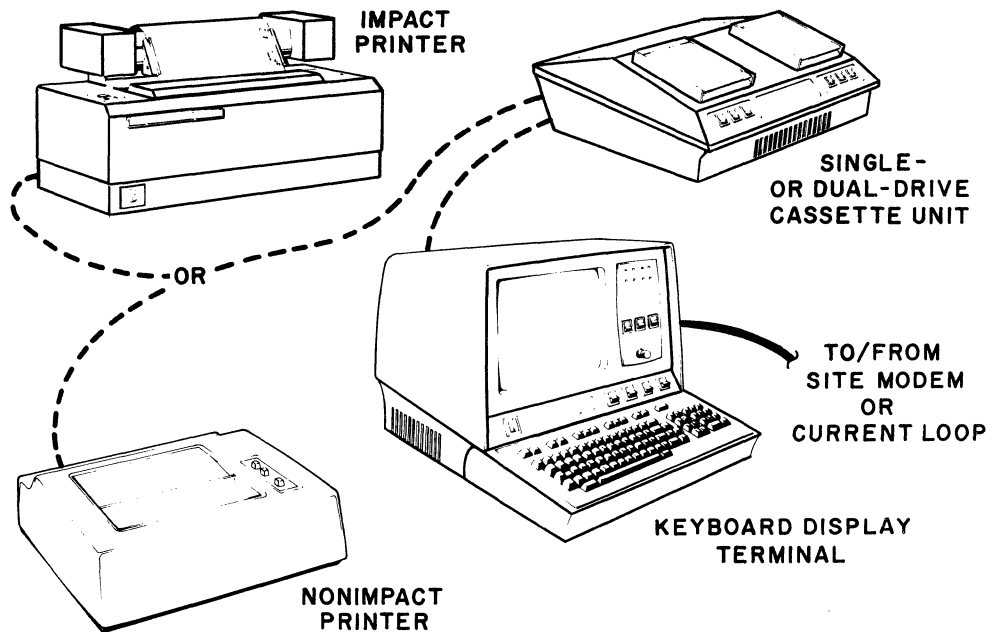 IMPACT
PRINTER
SINGLE-
OR DUAL-DRIVE
CASSETTE UNIT
OR
TO/FROM
SITE MODEM
OR
CURRENT LOOP
KEYBOARD DISPLAY
TERMINAL
NONIMPACT
PRINTER